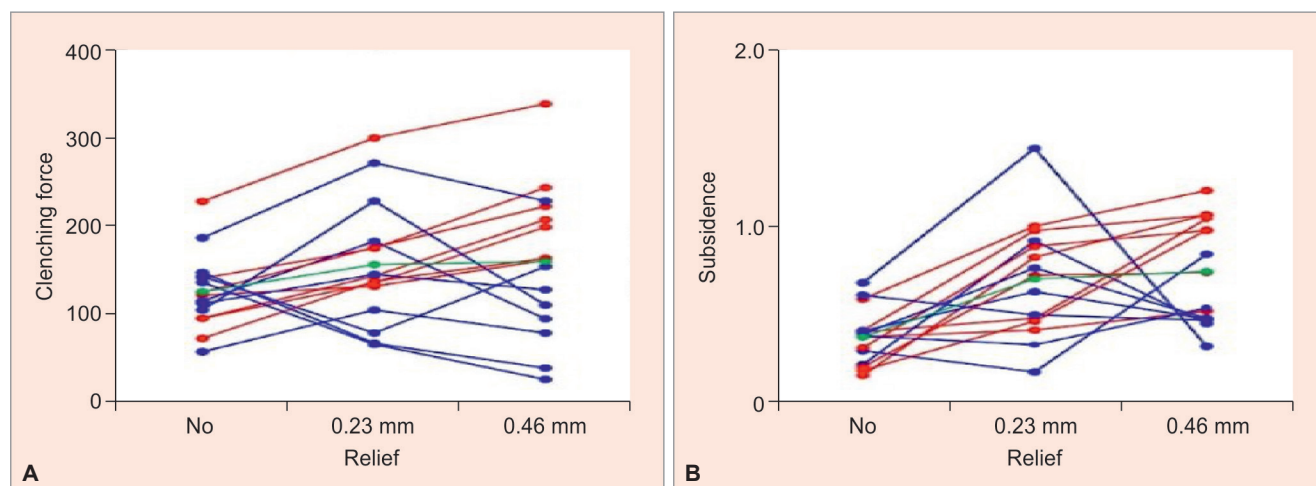 400
300
200
100
0
Clenching force
No 0.23 mm 0.46 mm
Relief
A
2.0
1.0
0
Subsidence
No 0.23 mm 0.46 mm
Relief
B